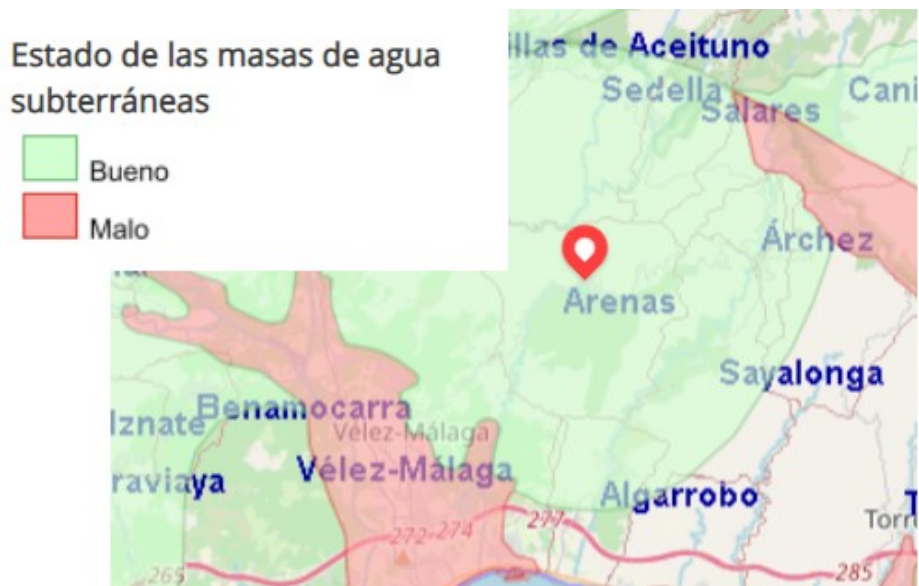 Estado de las masas de agua
subterráneas
Bueno
Malo
illas de Aceituno
Sedella
Salares
Cani
Árchez
Arenas
Sayalonga
Benamocarra
Iznate
Vélez-Málaga
Vélez-Málaga
raviaya
Algarrobo
T
Torr
272-274
277
265
285